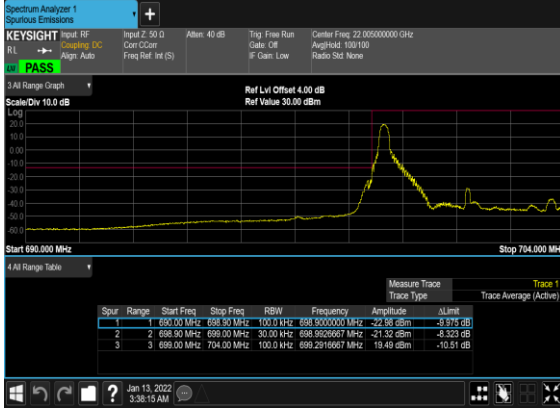 Spectrum Analyzer 1
Spurious Emissions
KEYSIGHT Input: RF Input Z: 50 Ω Atten: 40 dB Trig: Free Run Center Freq: 22.005000000 GHz
RL Coupling: DC Corr CCorr Gate: Off Avg|Hold: 100/100
Align: Auto Freq Ref: Int (S) IF Gain: Low Radio Std: None
PASS
3 All Range Graph
Ref Lvl Offset 4.00 dB
Scale/Div 10.0 dB Ref Value 30.00 dBm
Log
20.0
10.0
0.00
-10.0
-20.0
-30.0
-40.0
-50.0
-60.0
Start 690.000 MHz Stop 704.000 MH
4 All Range Table
Measure Trace Trace 1
Trace Type Trace Average (Active)
Spur Range Start Freq Stop Freq RBW Frequency Amplitude ΔLimit
1 1 690.00 MHz 698.90 MHz 100.0 kHz 698.9000000 MHz -22.98 dBm -9.975 dB
2 2 698.90 MHz 699.00 MHz 30.00 kHz 698.9926667 MHz -21.32 dBm -8.323 dB
3 3 699.00 MHz 704.00 MHz 100.0 kHz 699.2916667 MHz 19.49 dBm -10.51 dB
Jan 13, 2022
3:38:15 AM